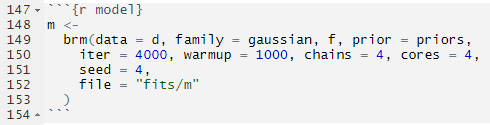 147 ```{r model}
148 m <-
149 brm(data = d, family = gaussian, f, prior = priors,
150 iter = 4000, warmup = 1000, chains = 4, cores = 4,
151 seed = 4,
152 file = "fits/m"
153 )
154 ```